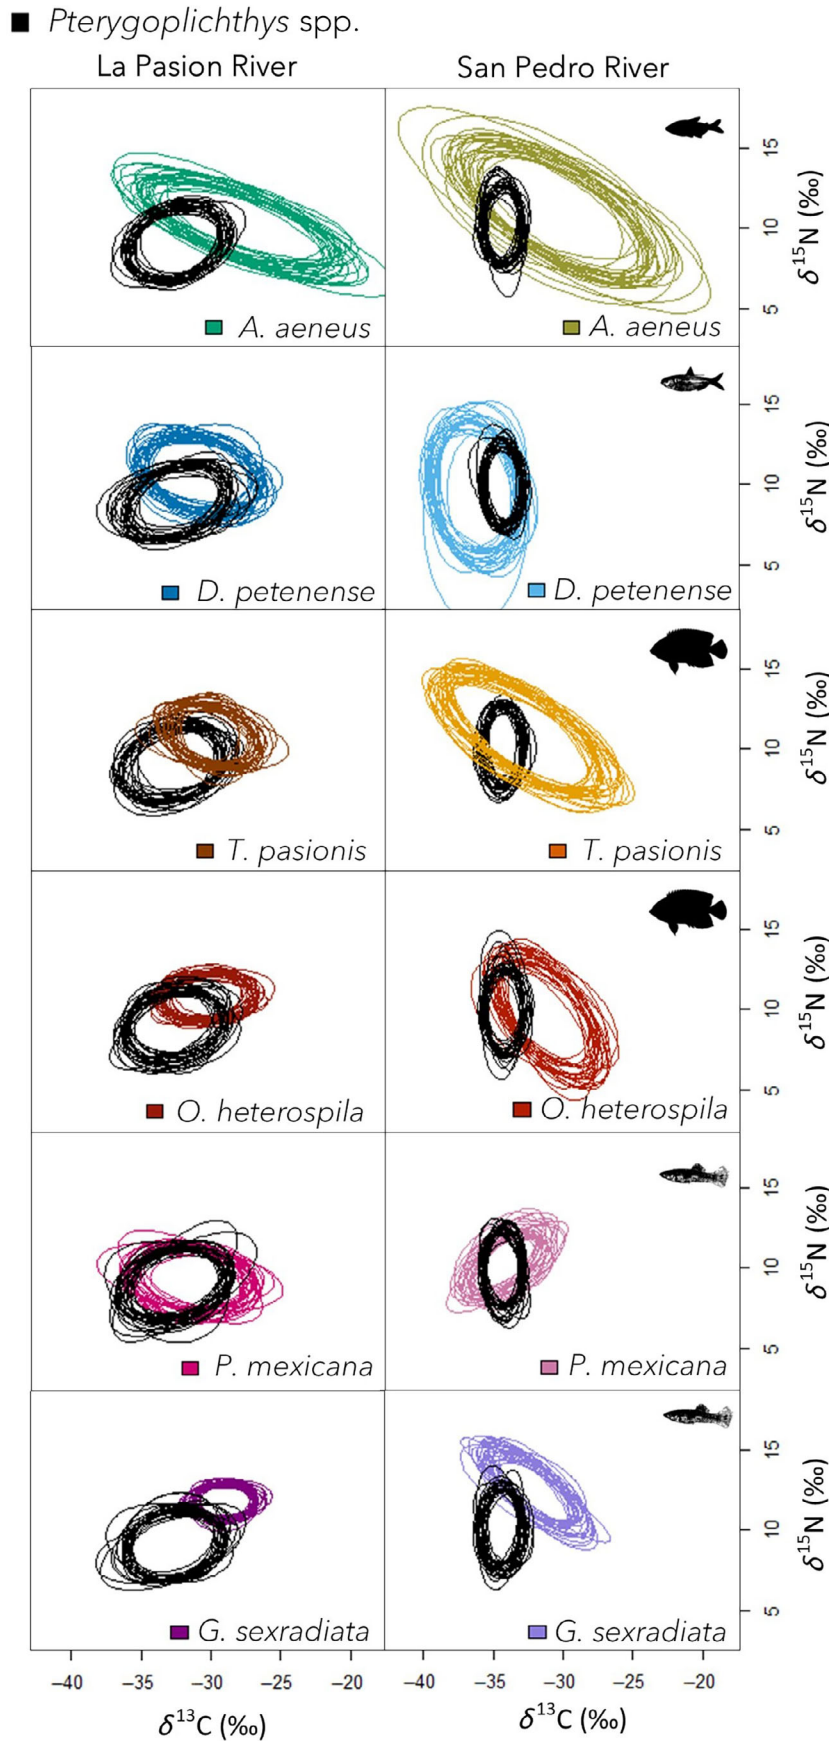 Pterygoplichthys spp.
La Pasion River San Pedro River
15
10
5
δ¹⁵N (‰)
A. aeneus A. aeneus
15
10
5
δ¹⁵N (‰)
D. petenense D. petenense
15
10
5
δ¹⁵N (‰)
T. pasionis T. pasionis
15
10
5
δ¹⁵N (‰)
O. heterospila O. heterospila
15
10
5
δ¹⁵N (‰)
P. mexicana P. mexicana
15
10
5
δ¹⁵N (‰)
G. sexradiata G. sexradiata
−40 −35 −30 −25 −20 −40 −35 −30 −25 −20
δ¹³C (‰) δ¹³C (‰)